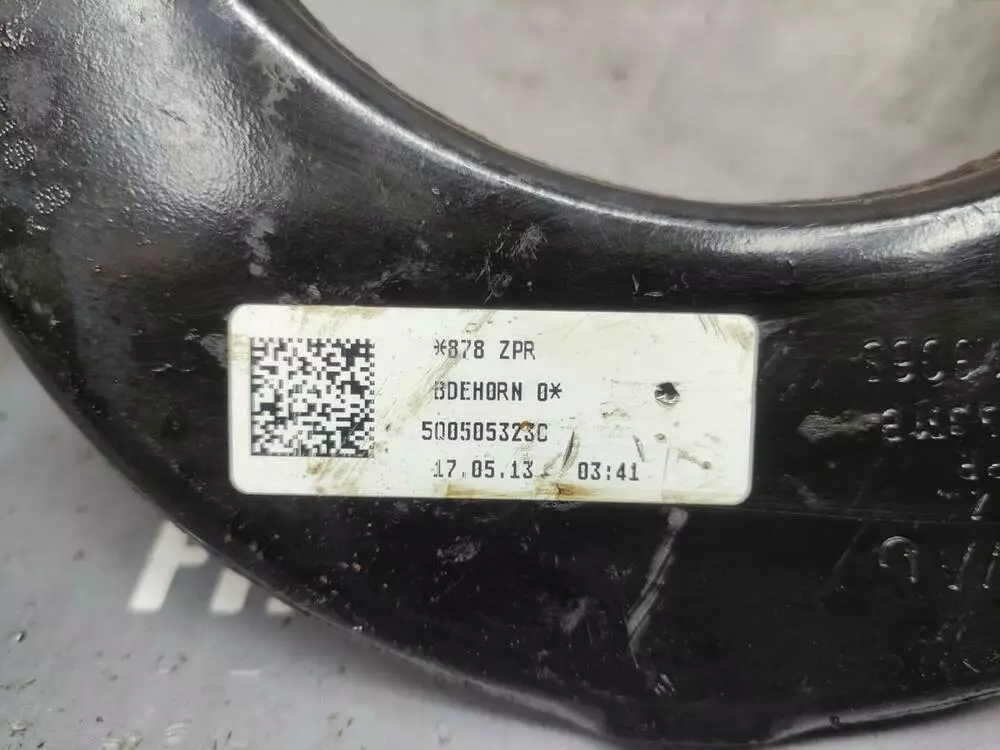 *878 ZPR
BDEHORN 0*
5Q0505323C
17.05.13 03:41